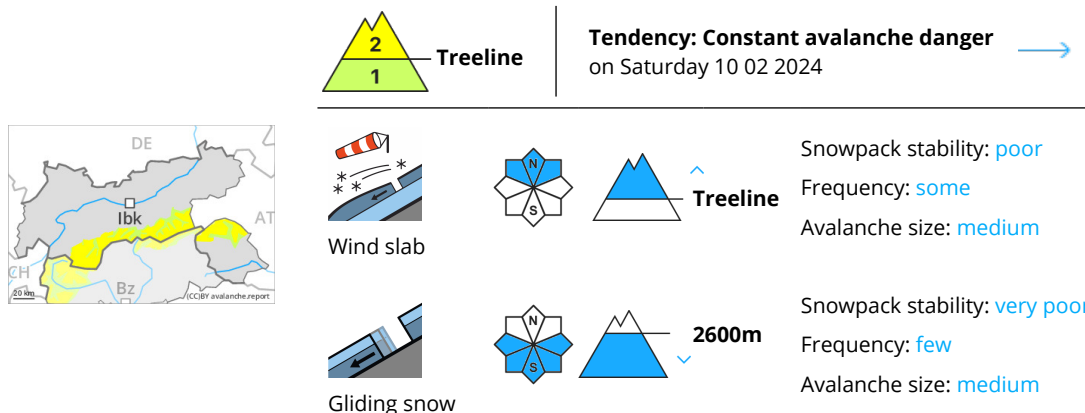 2
1
Treeline
Tendency: Constant avalanche danger
on Saturday 10 02 2024
DE
Ibk
AT
CH
Bz
20 km
(CC)BY avalanche.report
Wind slab
N
S
Treeline
Snowpack stability: poor
Frequency: some
Avalanche size: medium
Gliding snow
N
S
2600m
Snowpack stability: very poor
Frequency: few
Avalanche size: medium